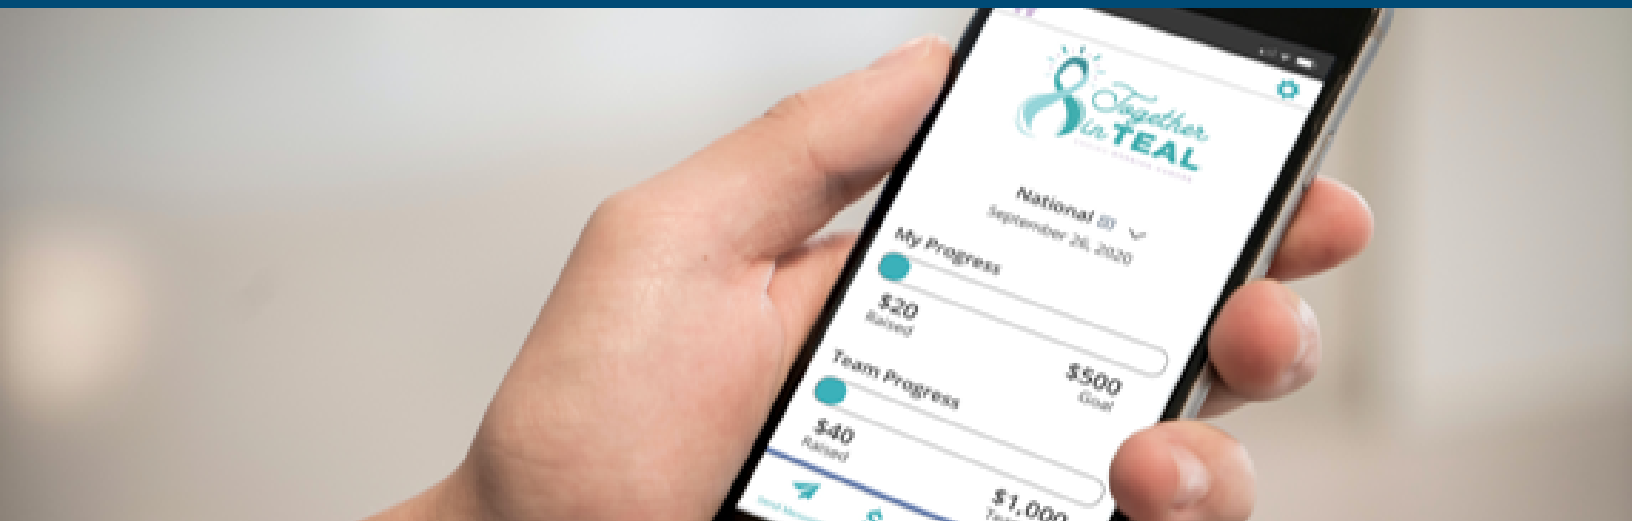 Together
in TEAL
National
September 26, 2020
My Progress
$20
Raised
$500
Goal
Team Progress
$40
Raised
$1,000